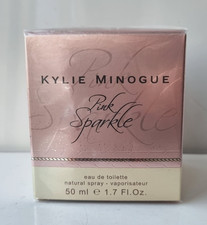 KYLIE MINOGUE
Pink
Sparkle
eau de toilette
natural spray - vaporisateur
50 ml e 1.7 Fl.Oz.